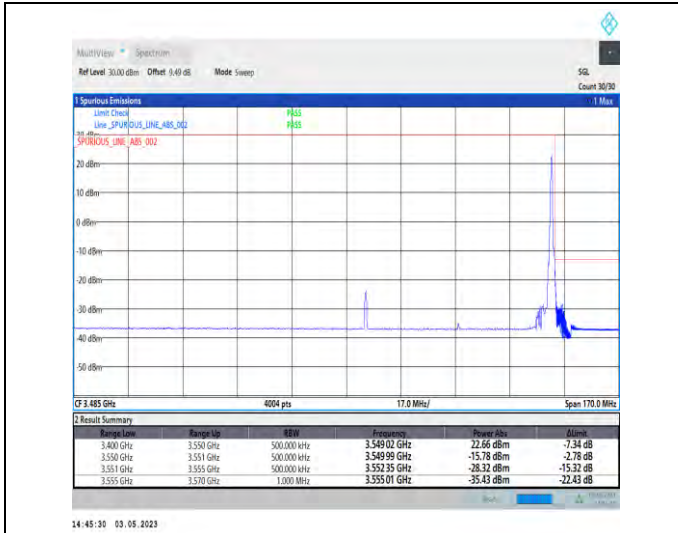 MultiView Spectrum
Ref Level 30.00 dBm Offset 9.49 dB Mode Sweep SGL
Count 30/30
1 Spurious Emissions 1 Max
Limit Check PASS
Line _SPURIOUS_LINE_ABS_002 PASS
_SPURIOUS_LINE_ABS_002
20 dBm
10 dBm
0 dBm
-10 dBm
-20 dBm
-30 dBm
-40 dBm
-50 dBm
CF 3.485 GHz 4004 pts 17.0 MHz/ Span 170.0 MHz
2 Result Summary
Range Low Range Up RBW Frequency Power Abs ΔLimit
3.400 GHz 3.550 GHz 500.000 kHz 3.549 02 GHz 22.66 dBm -7.34 dB
3.550 GHz 3.551 GHz 500.000 kHz 3.549 99 GHz -15.78 dBm -2.78 dB
3.551 GHz 3.555 GHz 500.000 kHz 3.552 35 GHz -28.32 dBm -15.32 dB
3.555 GHz 3.570 GHz 1.000 MHz 3.555 01 GHz -35.43 dBm -22.43 dB
14:45:30 03.05.2023